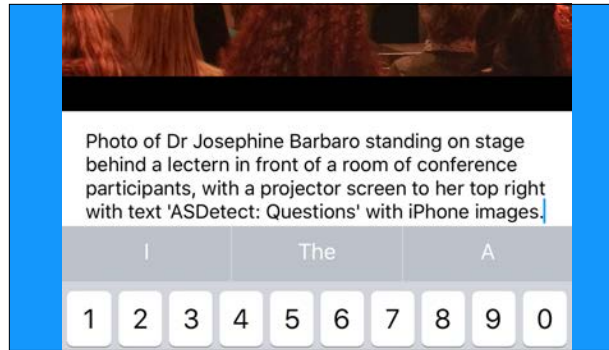 Photo of Dr Josephine Barbaro standing on stage
behind a lectern in front of a room of conference
participants, with a projector screen to her top right
with text 'ASDetect: Questions' with iPhone images.
I The A
1 2 3 4 5 6 7 8 9 0